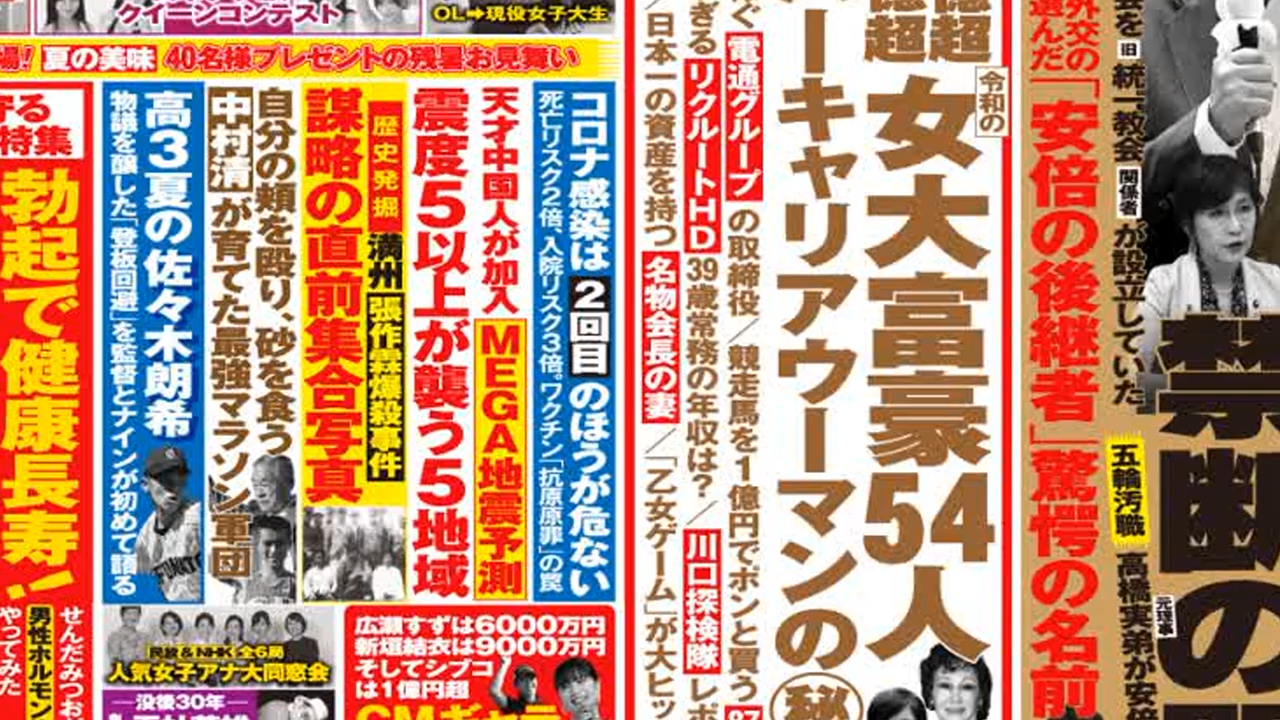 会を 旧 統一教会 関係者 が設立していた
五輪汚職 高橋 元理事 実弟が安倍
禁断の
外交の
選んだ
「安倍の後継者」驚愕の名前
億超
億超
令和の
女大富豪54人
ーキャリアウーマンの㊙
電通グループ の取締役／競走馬を1億円でポンと買う
ぎる リクルートHD 39歳常務の年収は?／川口探検隊 レポ
／日本一の資産を持つ 名物会長の妻／「乙女ゲーム」が大ヒッ
クイーンコンテスト
OL➡現役女子大生
夏の美味 40名様プレゼントの残暑お見舞い
コロナ感染は 2回目 のほうが危ない
死亡リスク2倍、入院リスク3倍。ワクチン「抗原原罪」の罠
天才中国人が加入 MEGA地震予測
震度5以上が襲う5地域
歴史発掘 満州 張作霖爆殺事件
謀略の直前集合写真
自分の頬を殴り、砂を食う
中村清 が育てた最強マラソン軍団
高3夏の佐々木朗希
物議を醸した「登板回避」を監督とナインが初めて語る
特集
勃起で健康長寿!
せんだみつお
男性ホルモン
やってみた
民放&NHK 全6局
人気女子アナ大同窓会
没後30年
広瀬すずは6000万円
新垣結衣は9000万円
そしてシブコ
は1億円超
CMギャラ